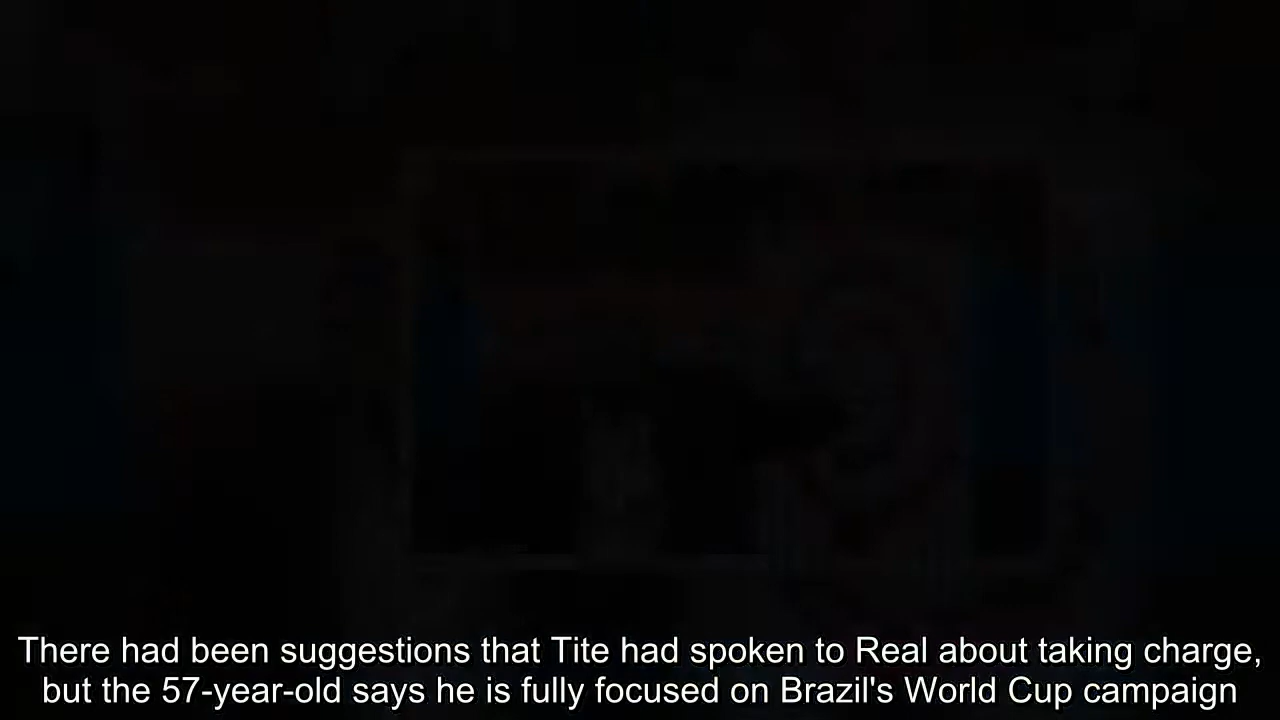 There had been suggestions that Tite had spoken to Real about taking charge,
but the 57-year-old says he is fully focused on Brazil's World Cup campaign